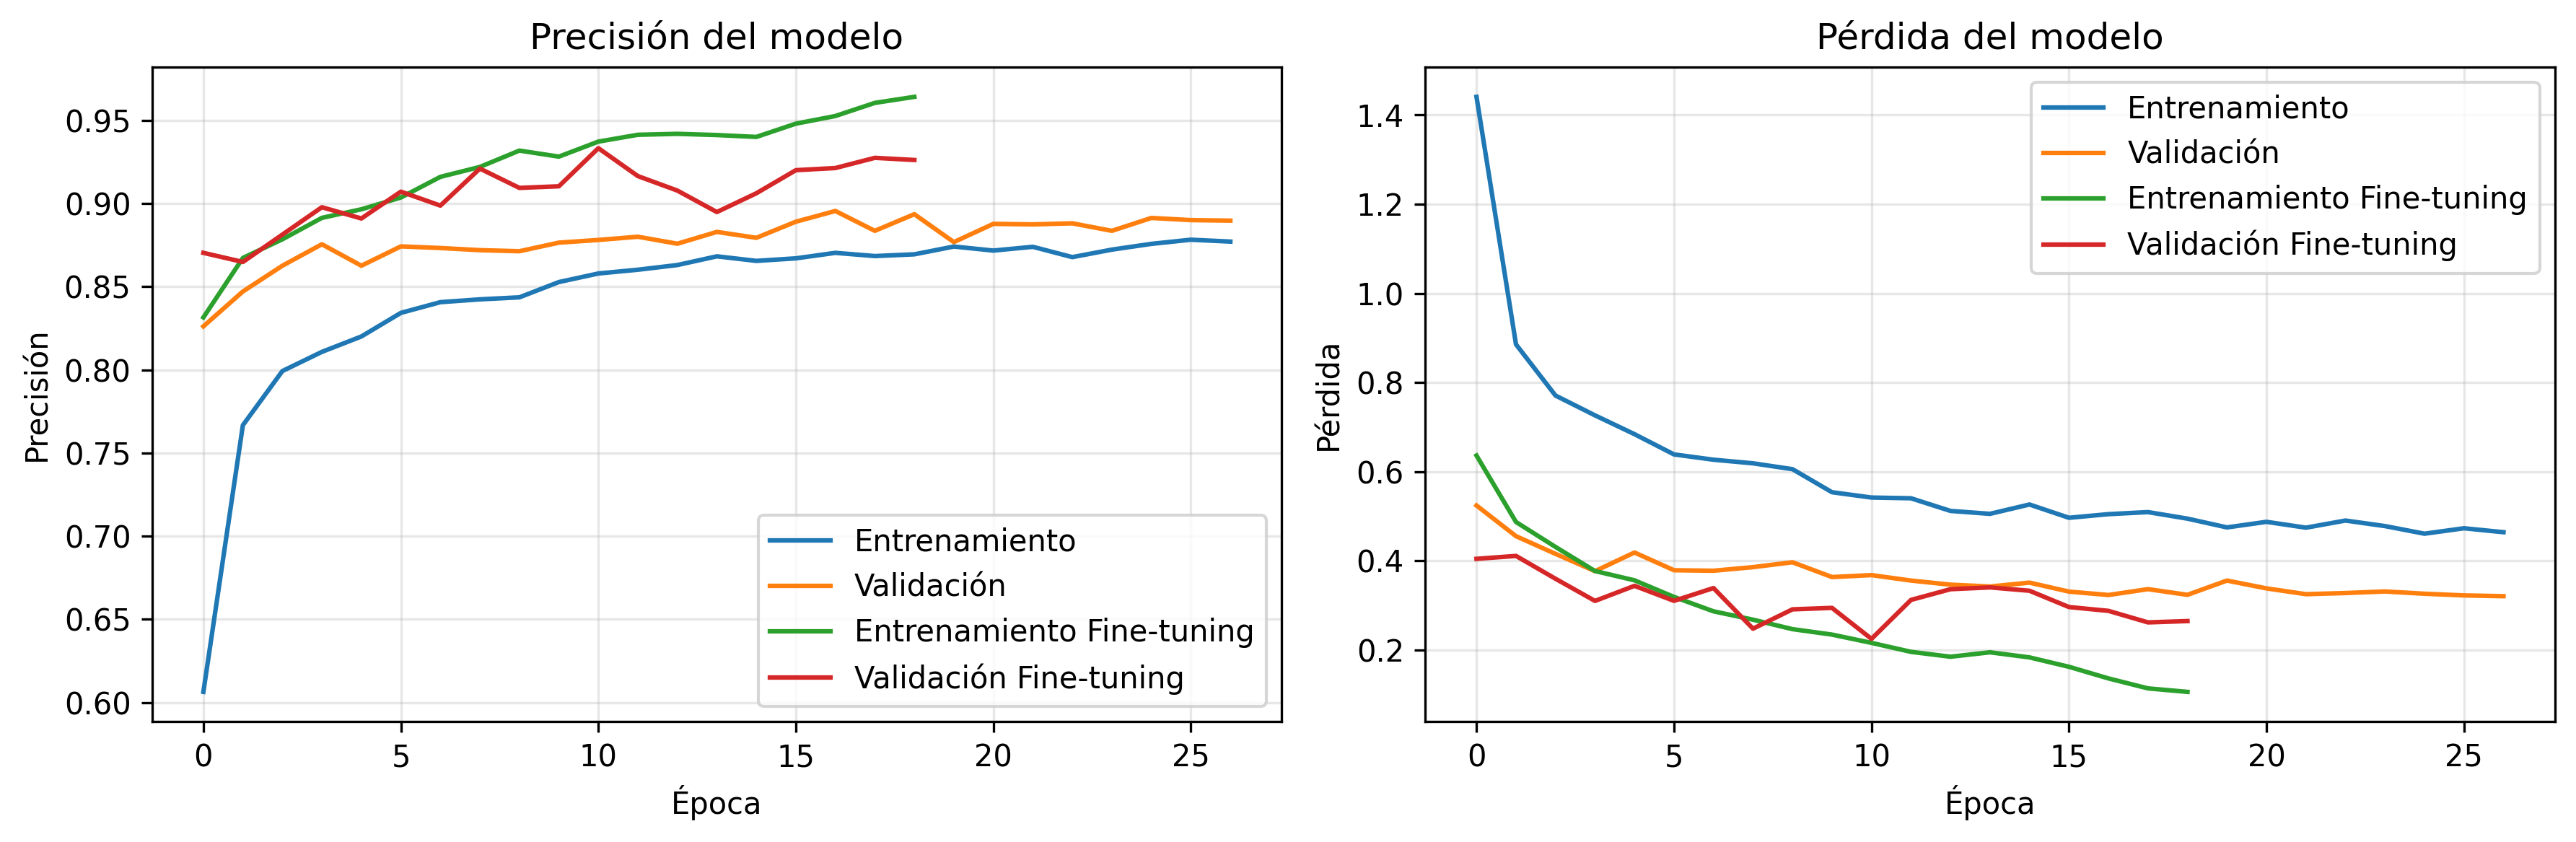 Precisión del modelo
Precisión
0.95
0.90
0.85
0.80
0.75
0.70
0.65
0.60
0 5 10 15 20 25
Época
Entrenamiento
Validación
Entrenamiento Fine-tuning
Validación Fine-tuning
Pérdida del modelo
Pérdida
1.4
1.2
1.0
0.8
0.6
0.4
0.2
0 5 10 15 20 25
Época
Entrenamiento
Validación
Entrenamiento Fine-tuning
Validación Fine-tuning